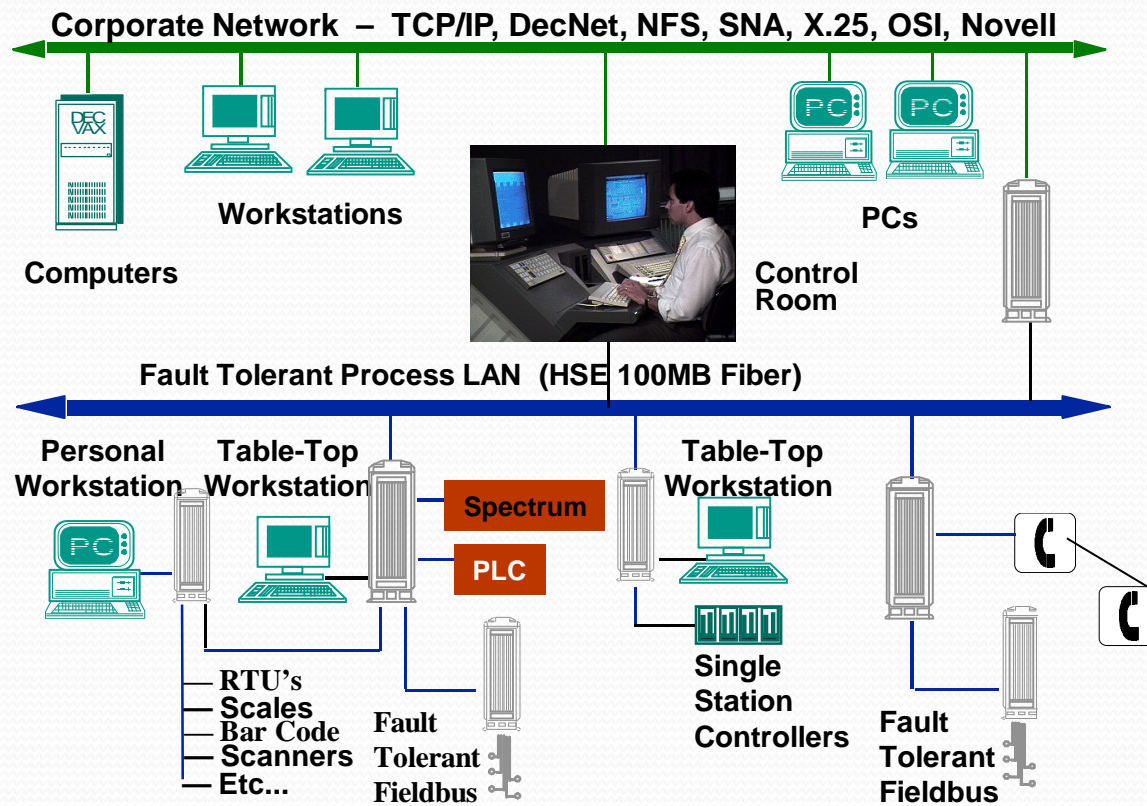 Corporate Network – TCP/IP, DecNet, NFS, SNA, X.25, OSI, Novell
DEC
VAX
PC
PC
Workstations
PCs
Computers
Control
Room
Fault Tolerant Process LAN (HSE 100MB Fiber)
Personal
Workstation
Table-Top
Workstation
Table-Top
Workstation
Spectrum
PC
PLC
Single
Station
Controllers
RTU's
Scales
Bar Code
Scanners
Etc...
Fault
Tolerant
Fieldbus
Fault
Tolerant
Fieldbus